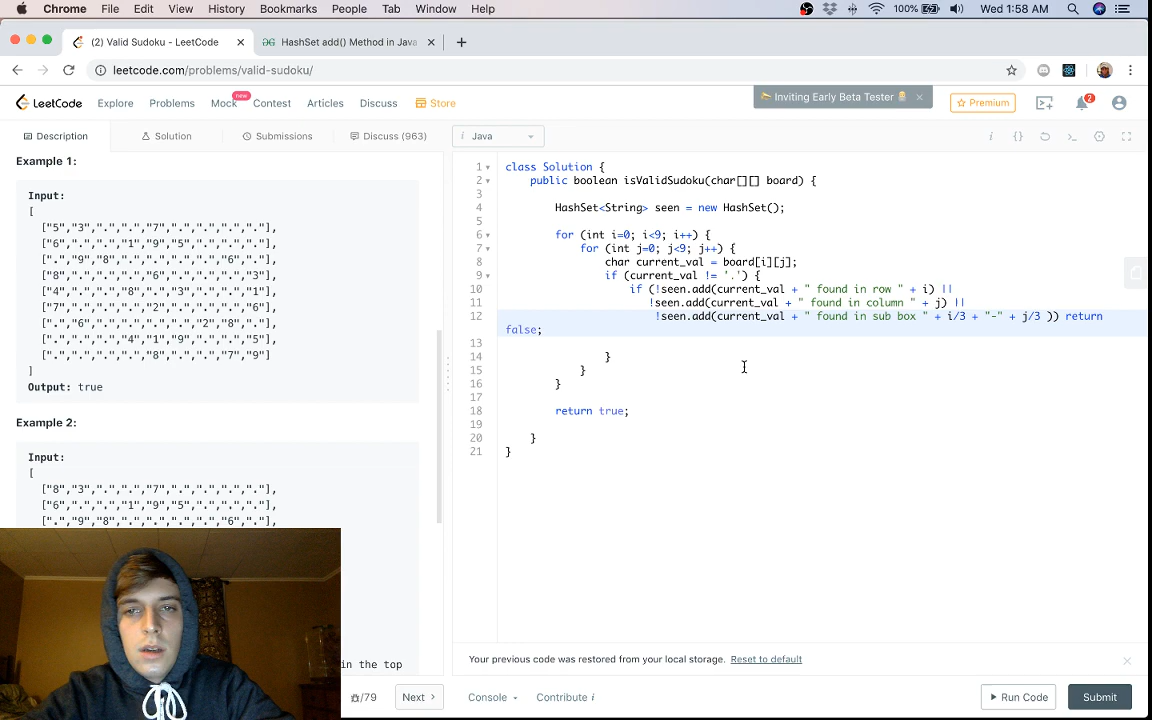 Chrome File Edit View History Bookmarks People Tab Window Help 100% Wed 1:58 AM
(2) Valid Sudoku - LeetCode × HashSet add() Method in Java × +
leetcode.com/problems/valid-sudoku/
LeetCode Explore Problems Mock new Contest Articles Discuss Store Inviting Early Beta Tester × Premium 2
Description Solution Submissions Discuss (963) i Java i {} >_
Example 1:
Input:
[
["5","3",".",".","7",".",".",".","."],
["6",".",".","1","9","5",".",".","."],
[".","9","8",".",".",".",".","6","."],
["8",".",".",".","6",".",".",".","3"],
["4",".",".","8",".","3",".",".","1"],
["7",".",".",".","2",".",".",".","6"],
[".","6",".",".",".",".","2","8","."],
[".",".",".","4","1","9",".",".","5"],
[".",".",".",".","8",".",".","7","9"]
]
Output: true
Example 2:
Input:
[
["8","3",".",".","7",".",".",".","."],
["6",".",".","1","9","5",".",".","."],
[".","9","8",".",".",".",".","6","."],
in the top
/79 Next >
1 class Solution {
2 public boolean isValidSudoku(char[][] board) {
3
4 HashSet<String> seen = new HashSet();
5
6 for (int i=0; i<9; i++) {
7 for (int j=0; j<9; j++) {
8 char current_val = board[i][j];
9 if (current_val != '.') {
10 if (!seen.add(current_val + " found in row " + i) ||
11 !seen.add(current_val + " found in column " + j) ||
12 !seen.add(current_val + " found in sub box " + i/3 + "-" + j/3 )) return
false;
13
14 }
15 }
16 }
17
18 return true;
19
20 }
21 }
Your previous code was restored from your local storage. Reset to default ×
Console Contribute i Run Code Submit